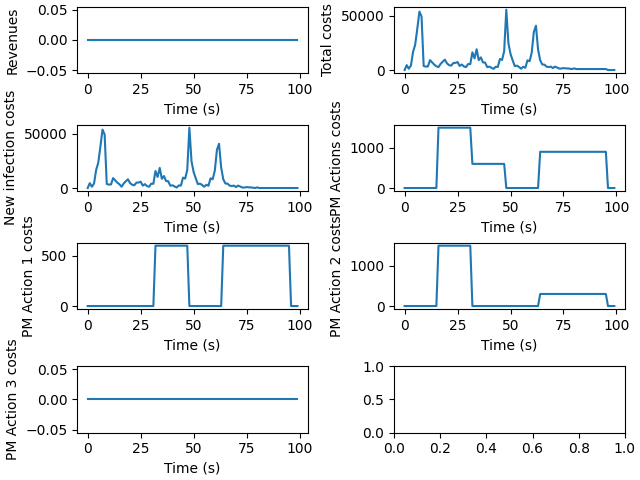 Revenues
0.05
0.00
−0.05
0 25 50 75 100
Time (s)
Total costs
50000
0
0 25 50 75 100
Time (s)
New infection costs
50000
0
0 25 50 75 100
Time (s)
PM Actions costs
1000
0
0 25 50 75 100
Time (s)
PM Action 1 costs
500
0
0 25 50 75 100
Time (s)
PM Action 2 costs
1000
0
0 25 50 75 100
Time (s)
PM Action 3 costs
0.05
0.00
−0.05
0 25 50 75 100
Time (s)
1.0
0.5
0.0
0.0 0.2 0.4 0.6 0.8 1.0